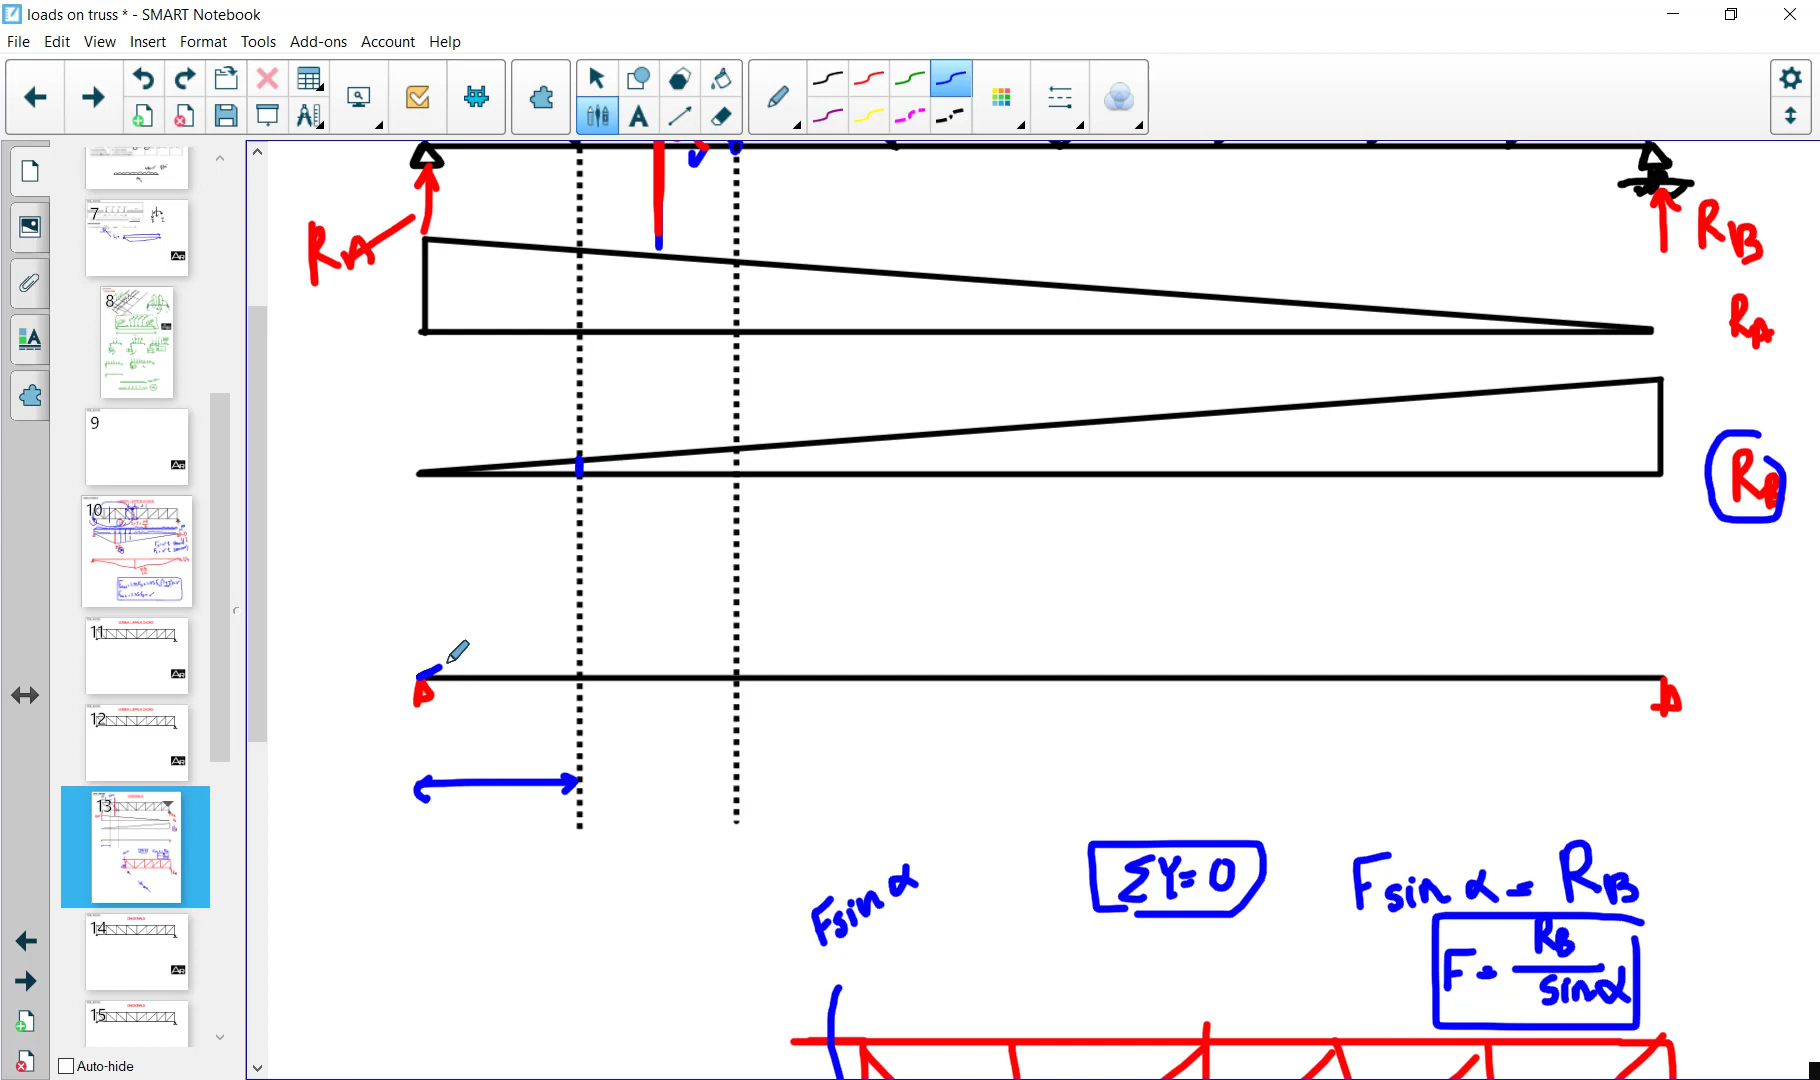 loads on truss * - SMART Notebook
File Edit View Insert Format Tools Add-ons Account Help
7
8
9
10
11
12
13
14
15
Auto-hide
RA
RB
RA
RB
Fsinα
ΣY=0
Fsinα = RB
F = RB
sinα